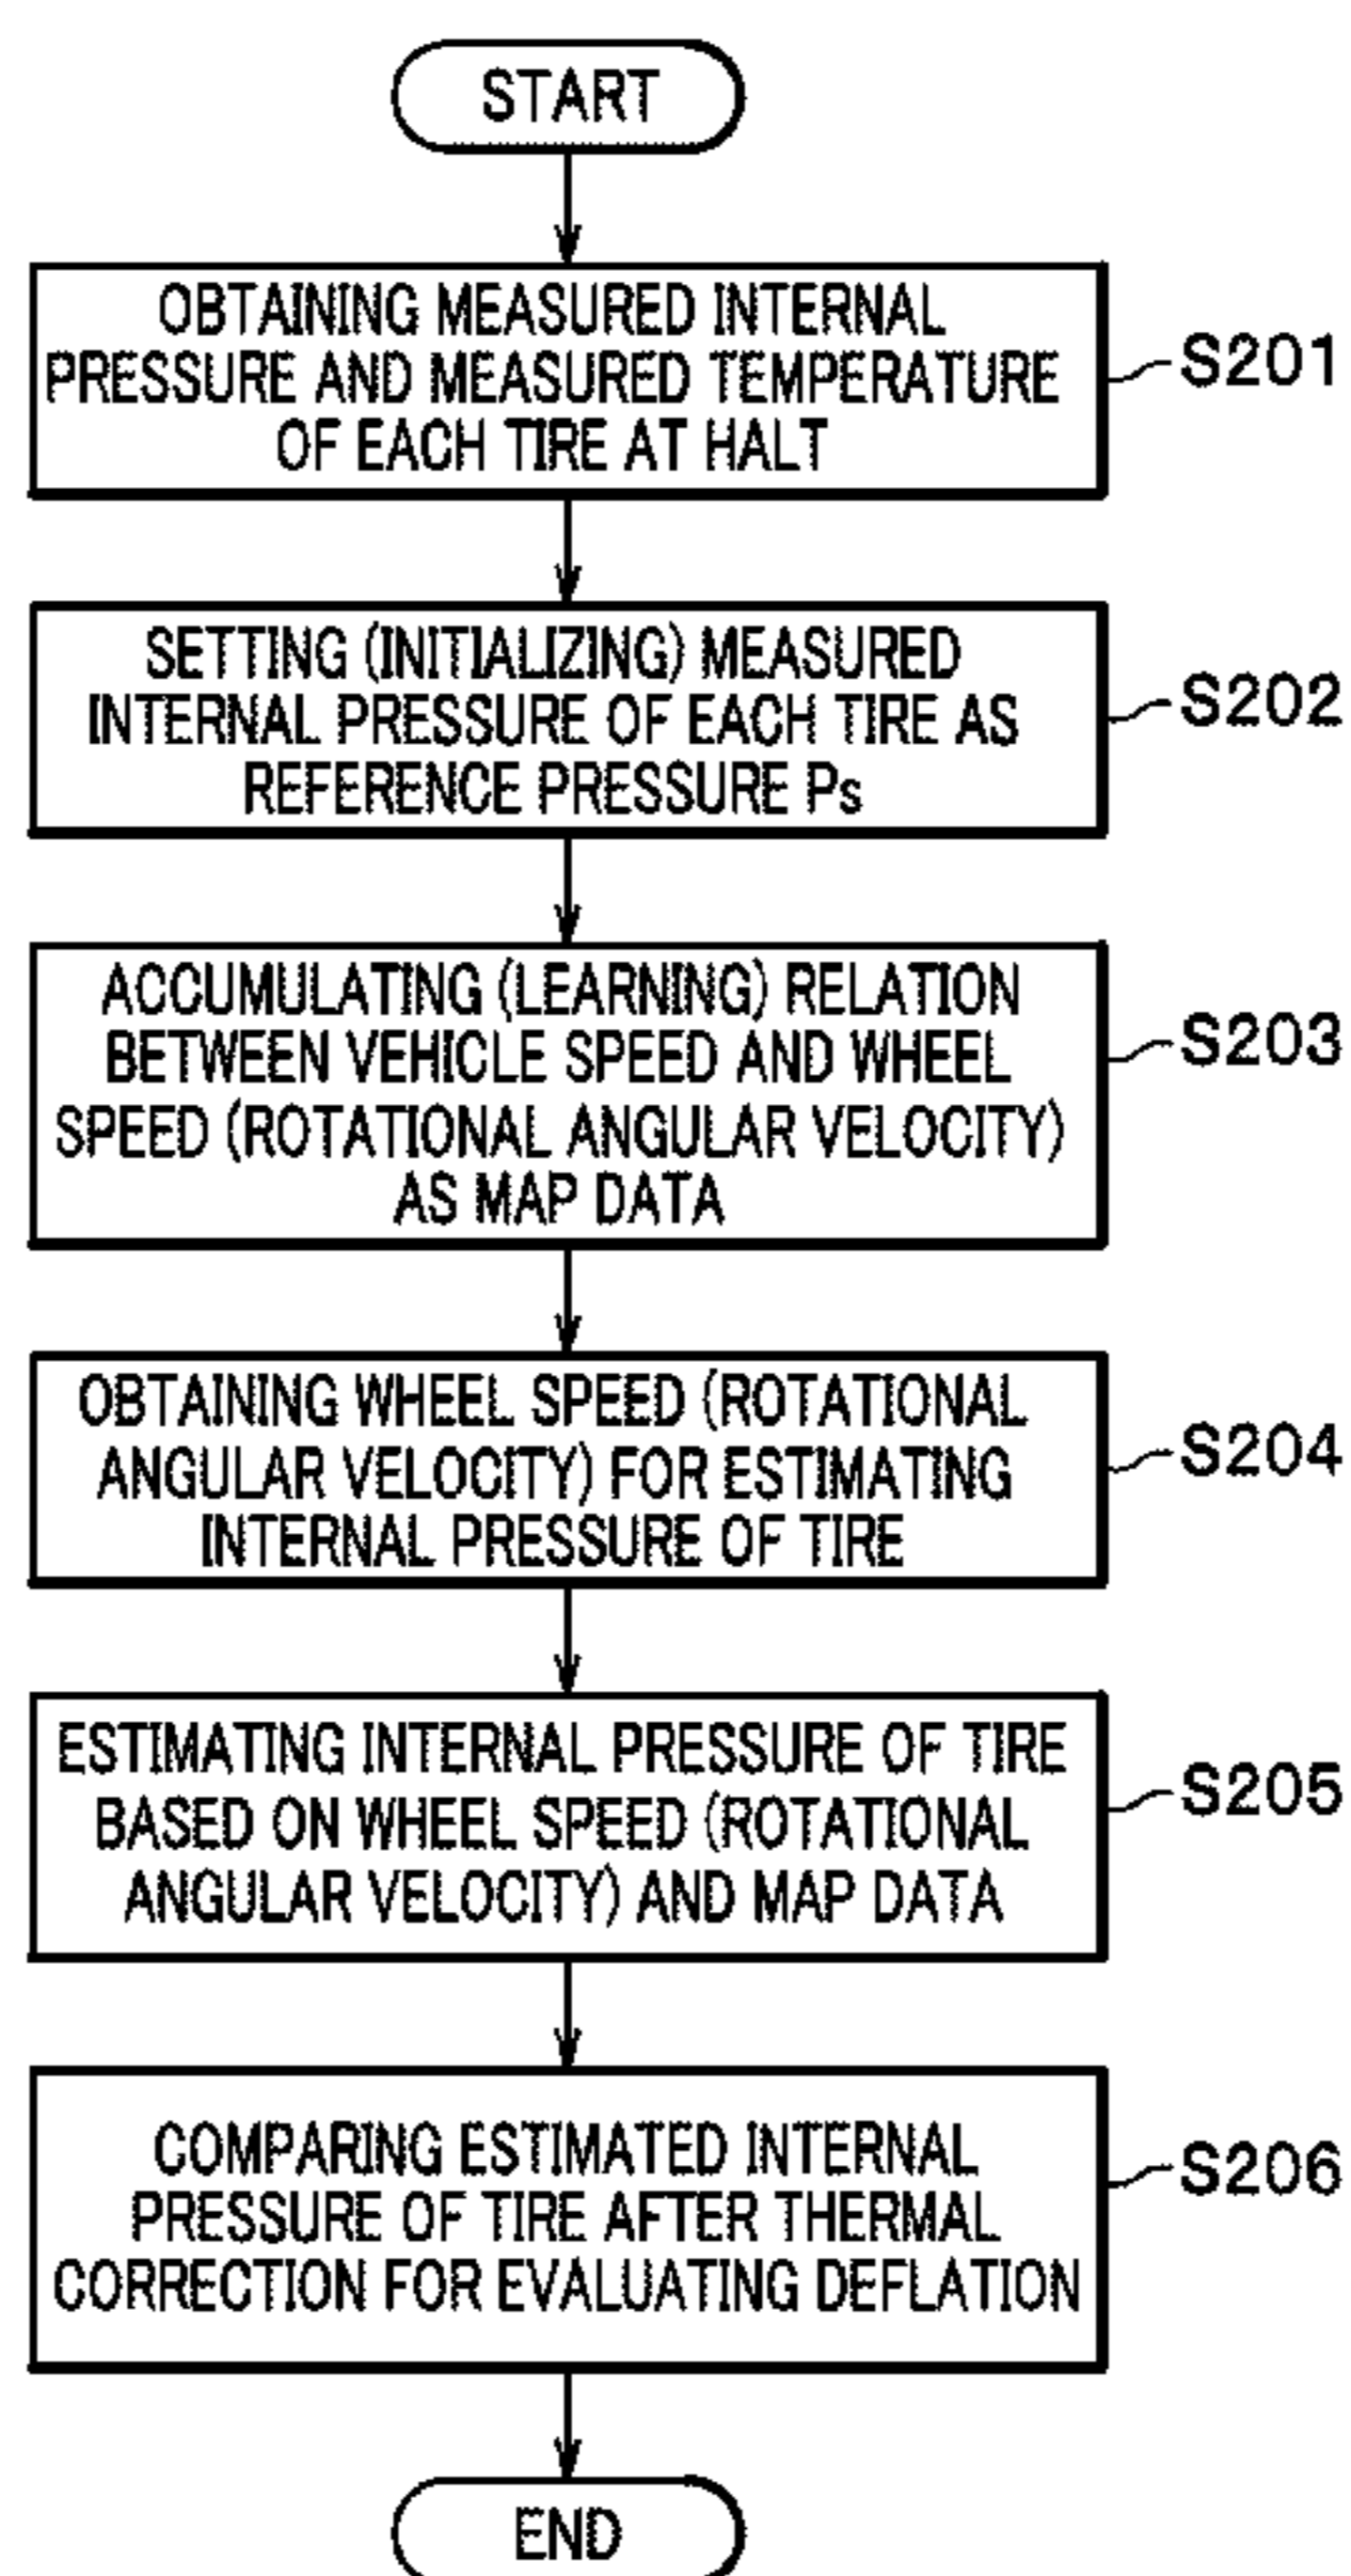 START
OBTAINING MEASURED INTERNAL
PRESSURE AND MEASURED TEMPERATURE
OF EACH TIRE AT HALT
S201
SETTING (INITIALIZING) MEASURED
INTERNAL PRESSURE OF EACH TIRE AS
REFERENCE PRESSURE Ps
S202
ACCUMULATING (LEARNING) RELATION
BETWEEN VEHICLE SPEED AND WHEEL
SPEED (ROTATIONAL ANGULAR VELOCITY)
AS MAP DATA
S203
OBTAINING WHEEL SPEED (ROTATIONAL
ANGULAR VELOCITY) FOR ESTIMATING
INTERNAL PRESSURE OF TIRE
S204
ESTIMATING INTERNAL PRESSURE OF TIRE
BASED ON WHEEL SPEED (ROTATIONAL
ANGULAR VELOCITY) AND MAP DATA
S205
COMPARING ESTIMATED INTERNAL
PRESSURE OF TIRE AFTER THERMAL
CORRECTION FOR EVALUATING DEFLATION
S206
END